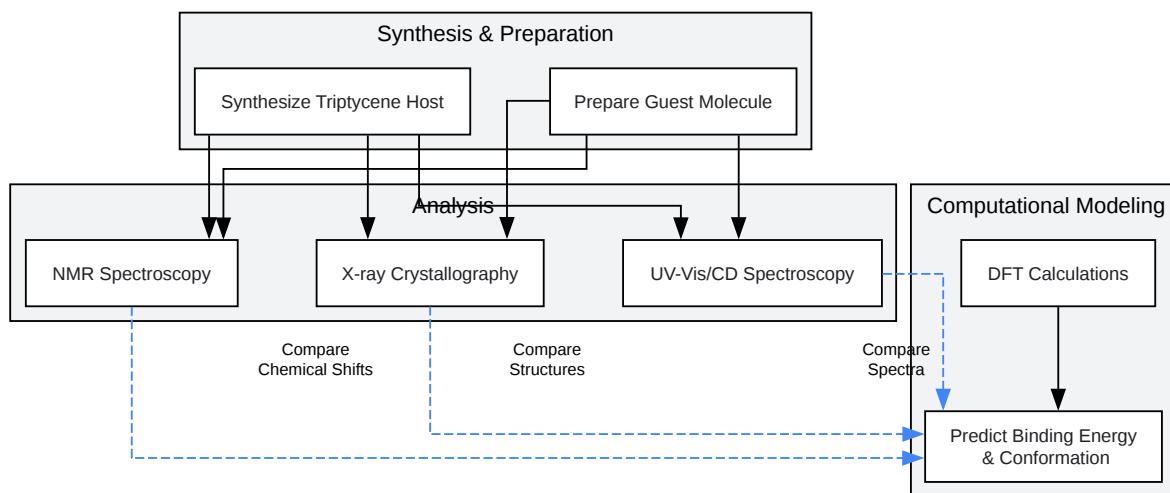 Synthesis & Preparation
Synthesize Triptycene Host
Prepare Guest Molecule
Analysis
Computational Modeling
NMR Spectroscopy
X-ray Crystallography
UV-Vis/CD Spectroscopy
DFT Calculations
Compare
Chemical Shifts
Compare
Structures
Compare
Spectra
Predict Binding Energy
& Conformation